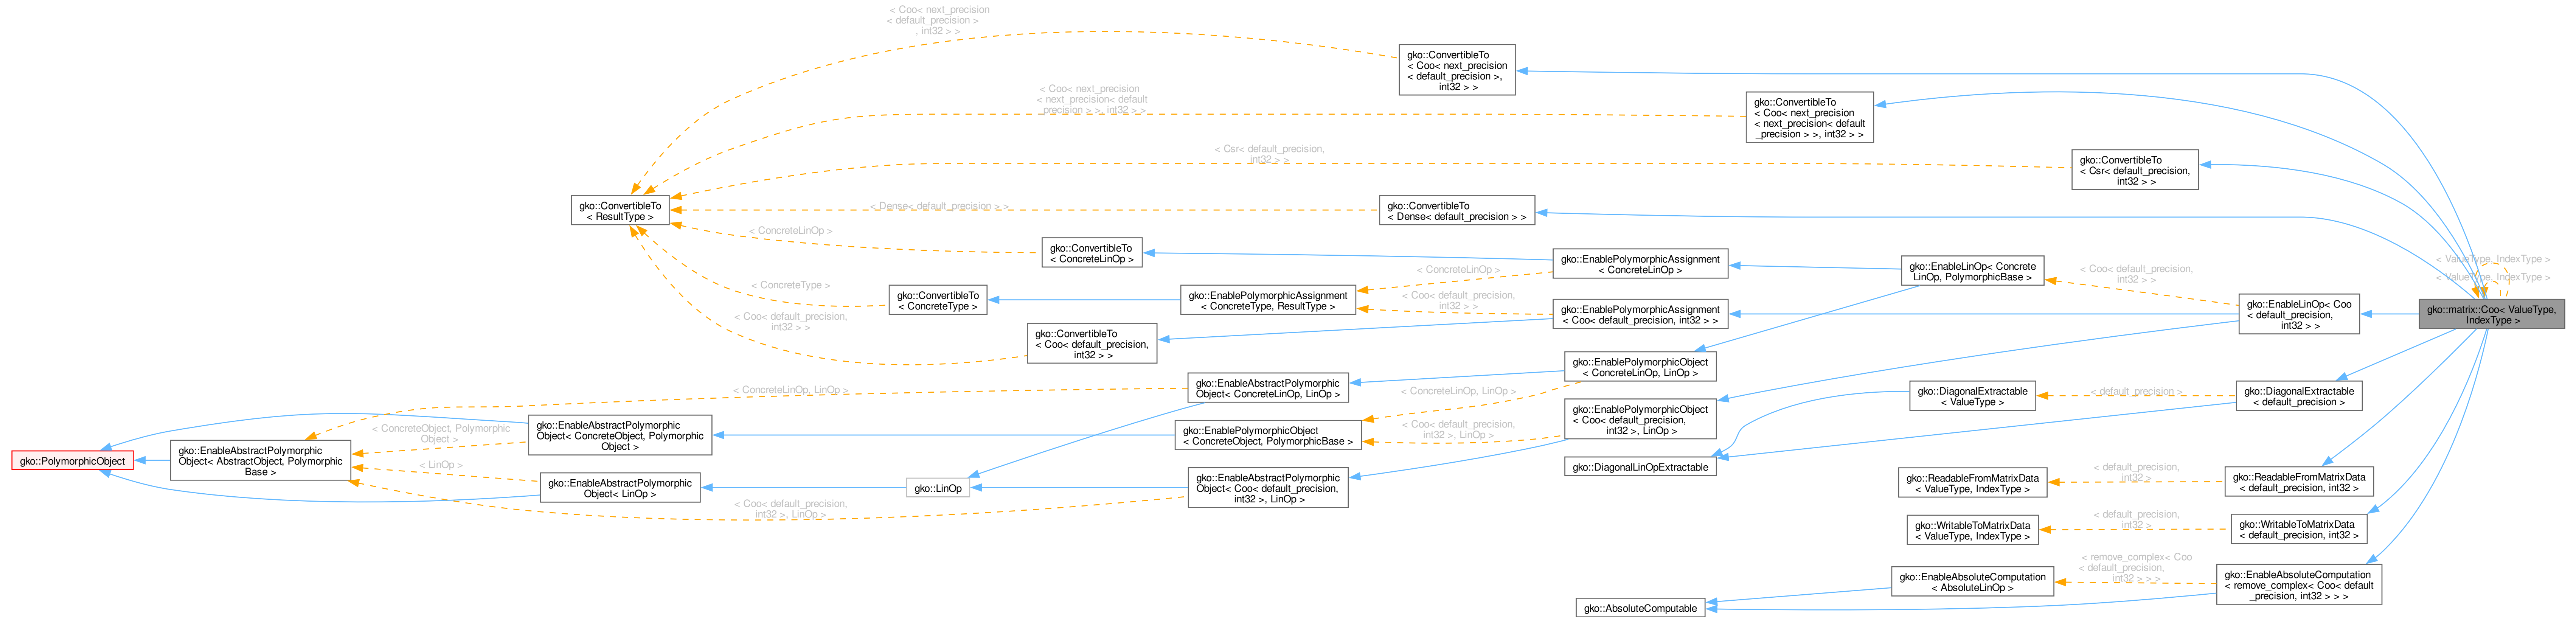 < Coo< next_precision
< default_precision >
, int32 > >
gko::ConvertibleTo
< Coo< next_precision
< default_precision >,
int32 > >
< Coo< next_precision
< next_precision< default
_precision > >, int32 > >
gko::ConvertibleTo
< Coo< next_precision
< next_precision< default
_precision > >, int32 > >
< Csr< default_precision,
int32 > >
gko::ConvertibleTo
< Csr< default_precision,
int32 > >
gko::ConvertibleTo
< ResultType >
< Dense< default_precision > >
gko::ConvertibleTo
< Dense< default_precision > >
< ConcreteLinOp >
gko::ConvertibleTo
< ConcreteLinOp >
gko::EnablePolymorphicAssignment
< ConcreteLinOp >
gko::EnableLinOp< Concrete
LinOp, PolymorphicBase >
< ValueType, IndexType >
< ValueType, IndexType >
< ConcreteLinOp >
< Coo< default_precision,
int32 > >
< ConcreteType >
gko::ConvertibleTo
< ConcreteType >
gko::EnablePolymorphicAssignment
< ConcreteType, ResultType >
< Coo< default_precision,
int32 > >
gko::EnablePolymorphicAssignment
< Coo< default_precision, int32 > >
gko::EnableLinOp< Coo
< default_precision,
int32 > >
gko::matrix::Coo< ValueType,
IndexType >
< Coo< default_precision,
int32 > >
gko::ConvertibleTo
< Coo< default_precision,
int32 > >
gko::EnablePolymorphicObject
< ConcreteLinOp, LinOp >
< ConcreteLinOp, LinOp >
gko::EnableAbstractPolymorphic
Object< ConcreteLinOp, LinOp >
< ConcreteLinOp, LinOp >
gko::DiagonalExtractable
< ValueType >
< default_precision >
gko::DiagonalExtractable
< default_precision >
gko::EnablePolymorphicObject
< Coo< default_precision,
int32 >, LinOp >
< ConcreteObject, Polymorphic
Object >
gko::EnableAbstractPolymorphic
Object< ConcreteObject, Polymorphic
Object >
gko::EnablePolymorphicObject
< ConcreteObject, PolymorphicBase >
< Coo< default_precision,
int32 >, LinOp >
gko::PolymorphicObject
gko::EnableAbstractPolymorphic
Object< AbstractObject, Polymorphic
Base >
< LinOp >
gko::EnableAbstractPolymorphic
Object< LinOp >
gko::LinOp
gko::EnableAbstractPolymorphic
Object< Coo< default_precision,
int32 >, LinOp >
gko::DiagonalLinOpExtractable
< Coo< default_precision,
int32 >, LinOp >
gko::ReadableFromMatrixData
< ValueType, IndexType >
< default_precision,
int32 >
gko::ReadableFromMatrixData
< default_precision, int32 >
gko::WritableToMatrixData
< ValueType, IndexType >
< default_precision,
int32 >
gko::WritableToMatrixData
< default_precision, int32 >
gko::EnableAbsoluteComputation
< AbsoluteLinOp >
< remove_complex< Coo
< default_precision,
int32 > > >
gko::EnableAbsoluteComputation
< remove_complex< Coo< default
_precision, int32 > > >
gko::AbsoluteComputable